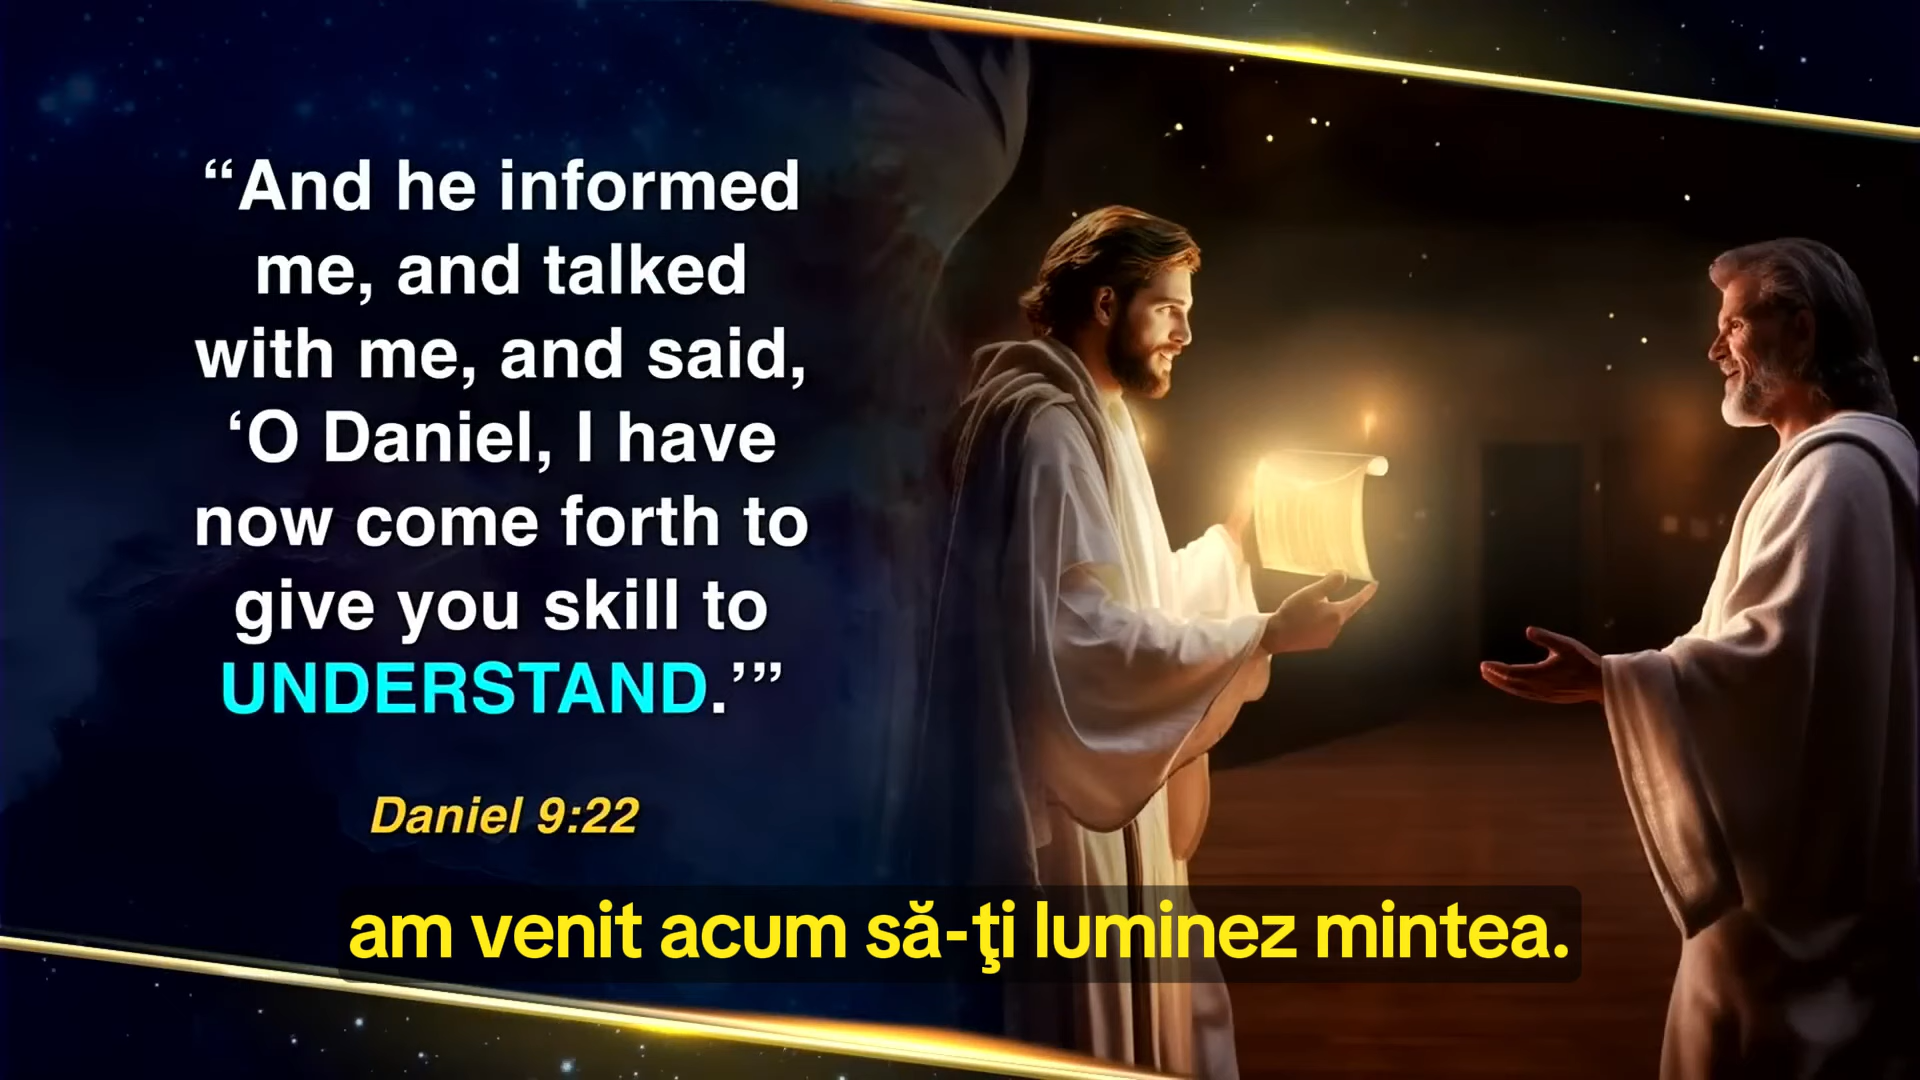 “And he informed
me, and talked
with me, and said,
‘O Daniel, I have
now come forth to
give you skill to
UNDERSTAND.’”
Daniel 9:22
am venit acum să-ţi luminez mintea.